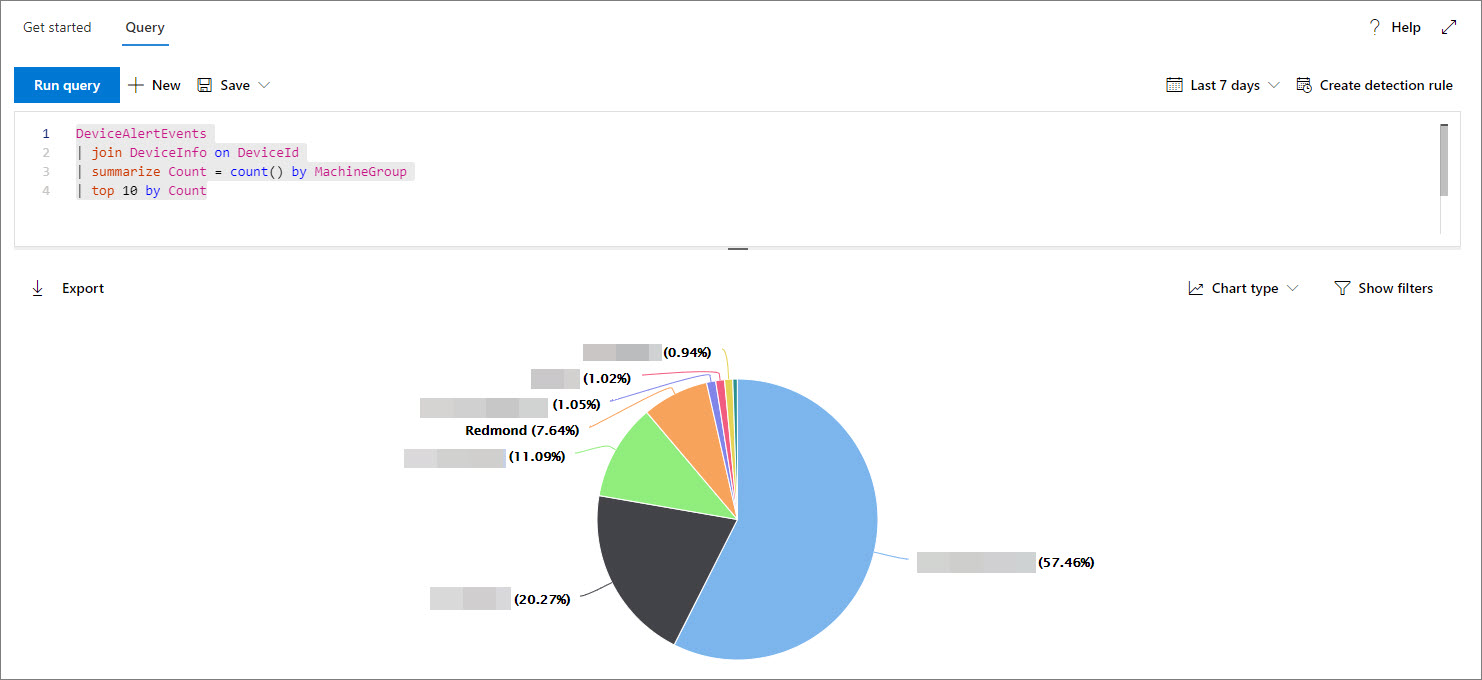 Get started Query ? Help
Run query New Save Last 7 days Create detection rule
1 DeviceAlertEvents
2 | join DeviceInfo on DeviceId
3 | summarize Count = count() by MachineGroup
4 | top 10 by Count
Export Chart type Show filters
(0.94%)
(1.02%)
(1.05%)
Redmond (7.64%)
(11.09%)
(57.46%)
(20.27%)